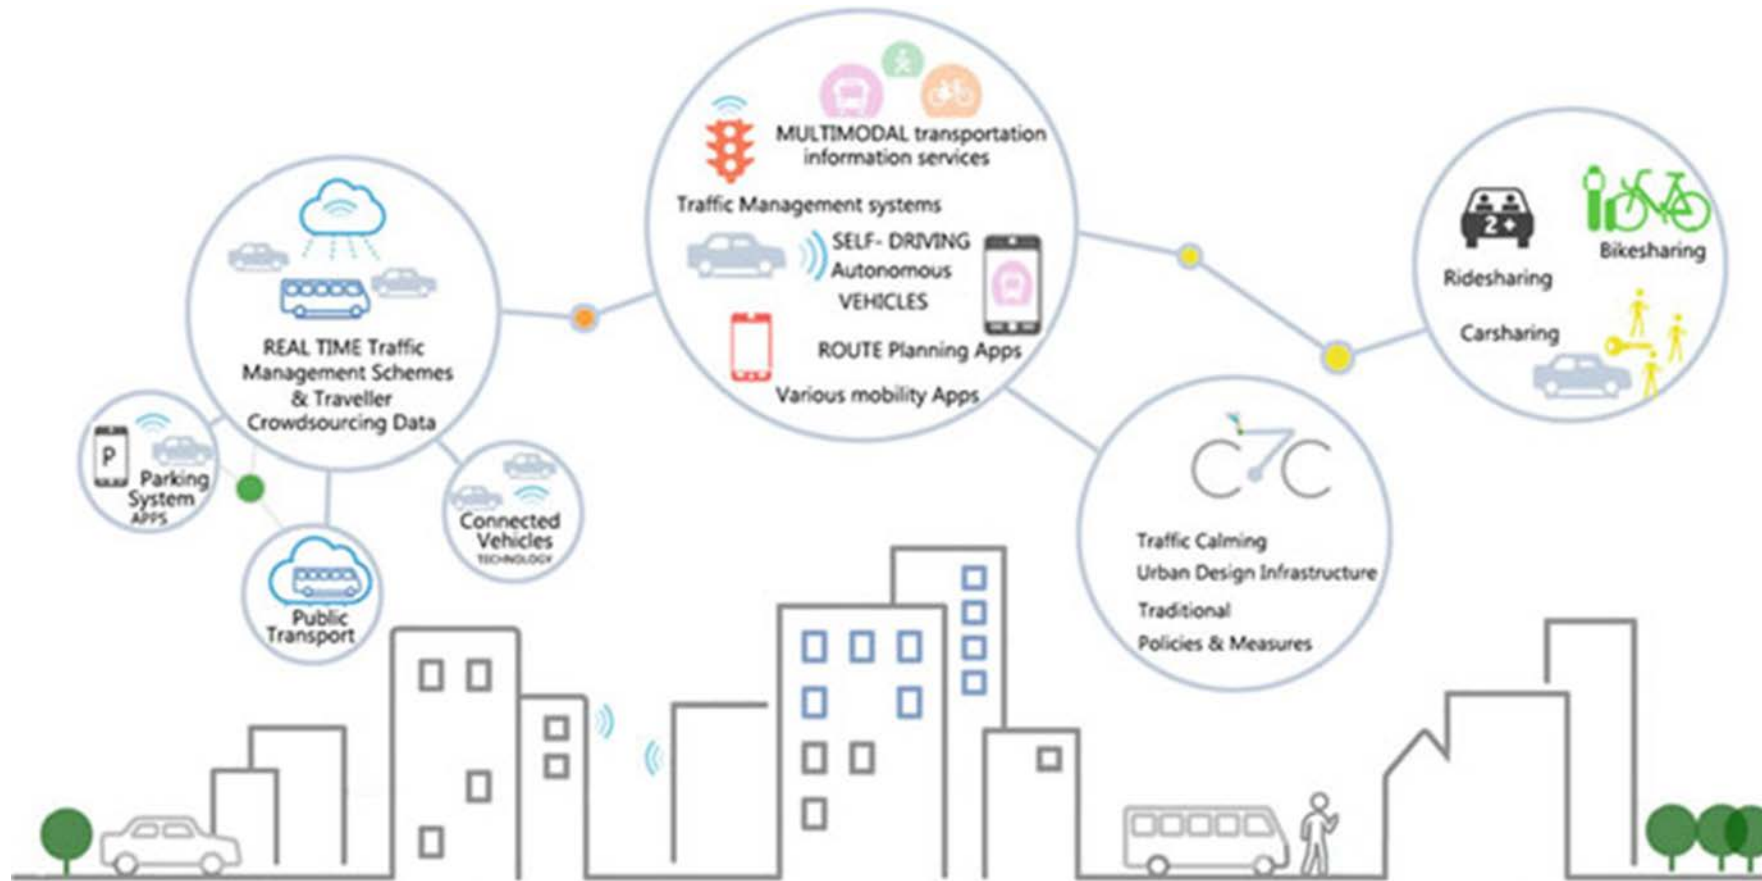 MULTIMODAL transportation
information services
Traffic Management systems
SELF- DRIVING
Autonomous
VEHICLES
ROUTE Planning Apps
Various mobility Apps
REAL TIME Traffic
Management Schemes
& Traveller
Crowdsourcing Data
P
Parking
System
APPS
Public
Transport
Connected
Vehicles
TECHNOLOGY
2+
Ridesharing
Bikesharing
Carsharing
Traffic Calming
Urban Design Infrastructure
Traditional
Policies & Measures